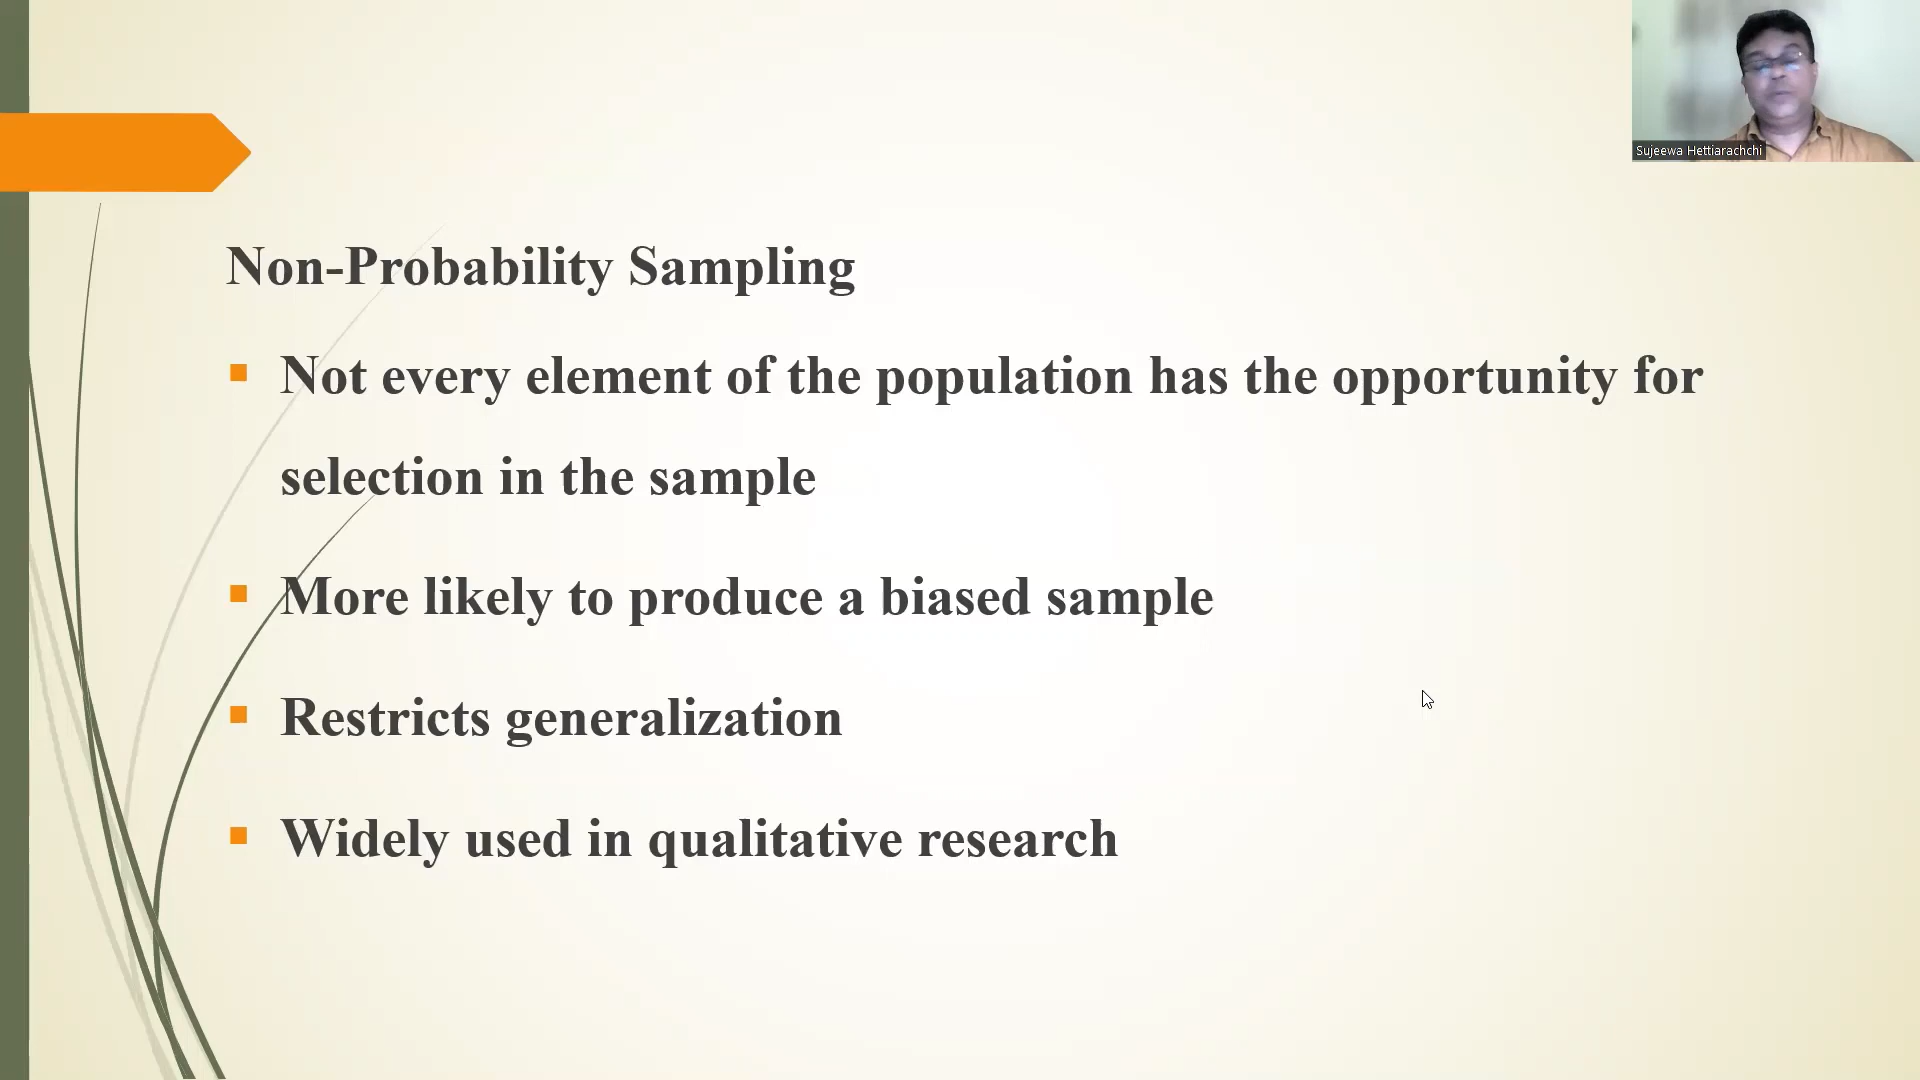 Sujeewa Hettiarachchi
Non-Probability Sampling
Not every element of the population has the opportunity for
selection in the sample
More likely to produce a biased sample
Restricts generalization
Widely used in qualitative research